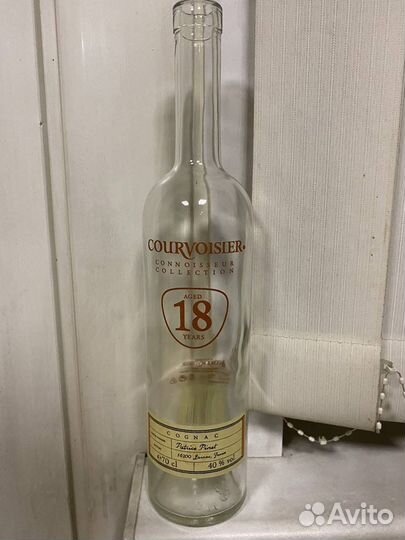 COURVOISIER
CONNOISSEUR
COLLECTION
AGED
18
YEARS
COGNAC
Patrice Pinet
16200 Jarnac, France
70 cl 40 % vol
Avito